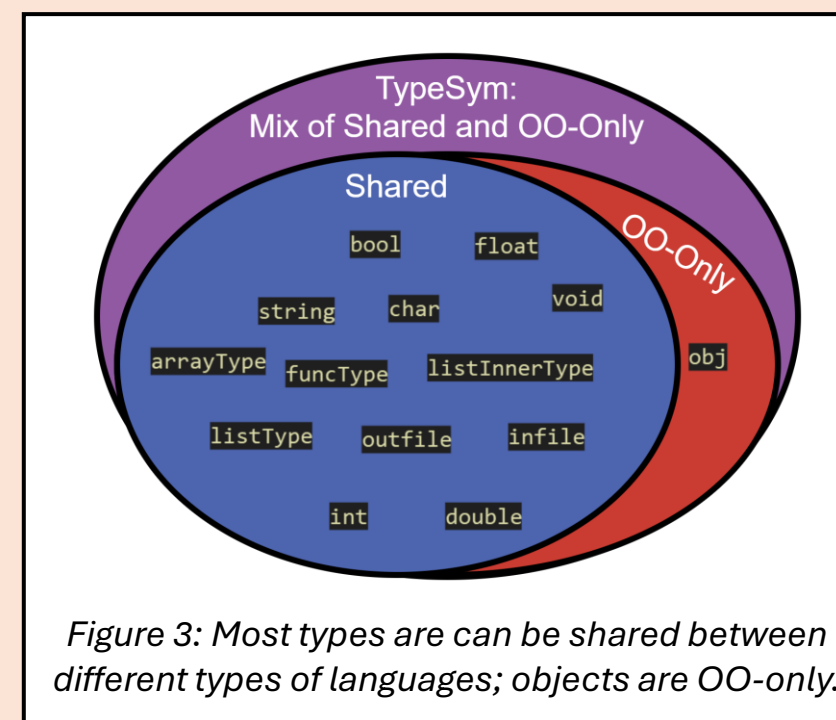 TypeSym:
Mix of Shared and OO-Only
Shared
OO-Only
bool float
string char void
arrayType funcType listInnerType obj
listType outfile infile
int double
Figure 3: Most types are can be shared between
different types of languages; objects are OO-only.